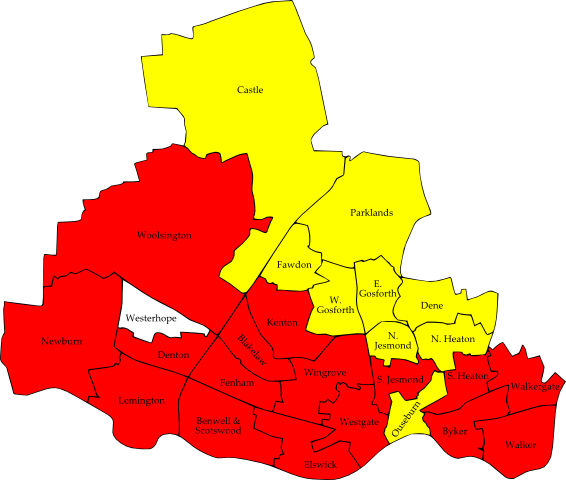 Castle
Parklands
Woolsington
Fawdon
E.
Gosforth
W.
Gosforth
Dene
Westerhope
Kenton
N.
Jesmond
N. Heaton
Newburn
Blakelaw
Denton
Wingrove
S. Jesmond
S. Heaton
Fenham
Walkergate
Lemington
Benwell &
Scotswood
Westgate
Ouseburn
Byker
Walker
Elswick